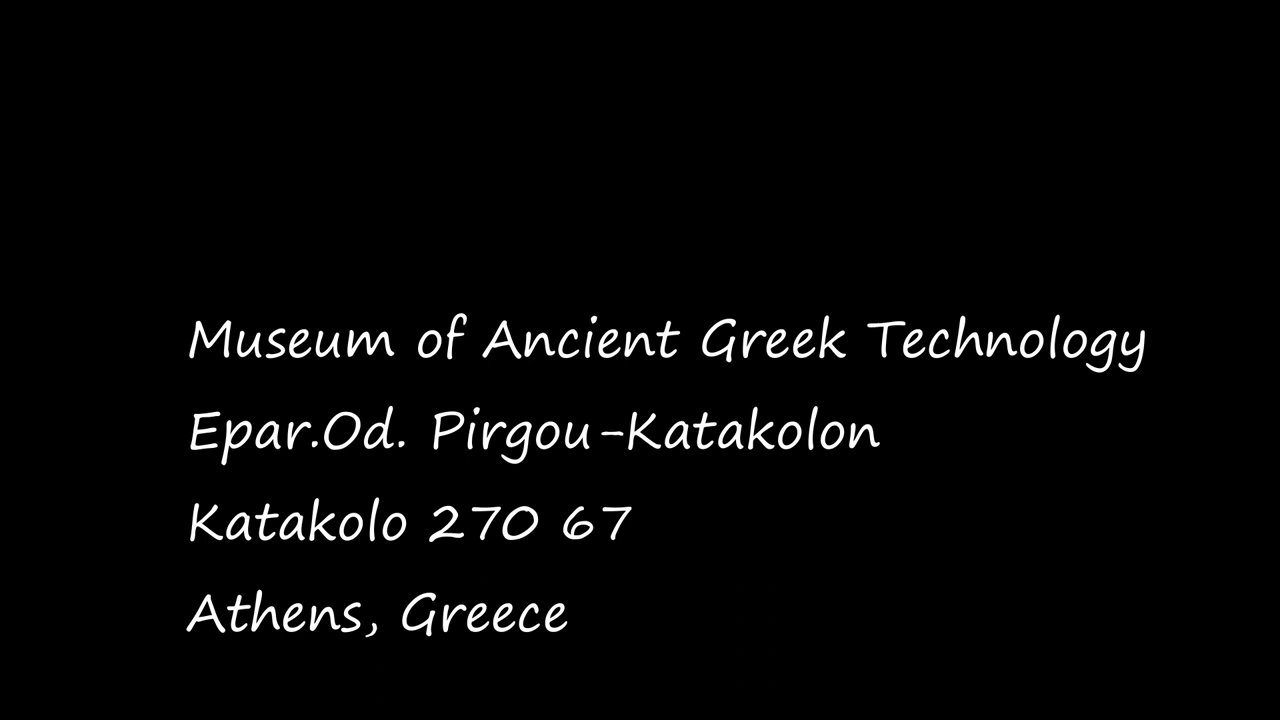 Museum of Ancient Greek Technology
Epar.Od. Pirgou-Katakolon
Katakolo 270 67
Athens, Greece